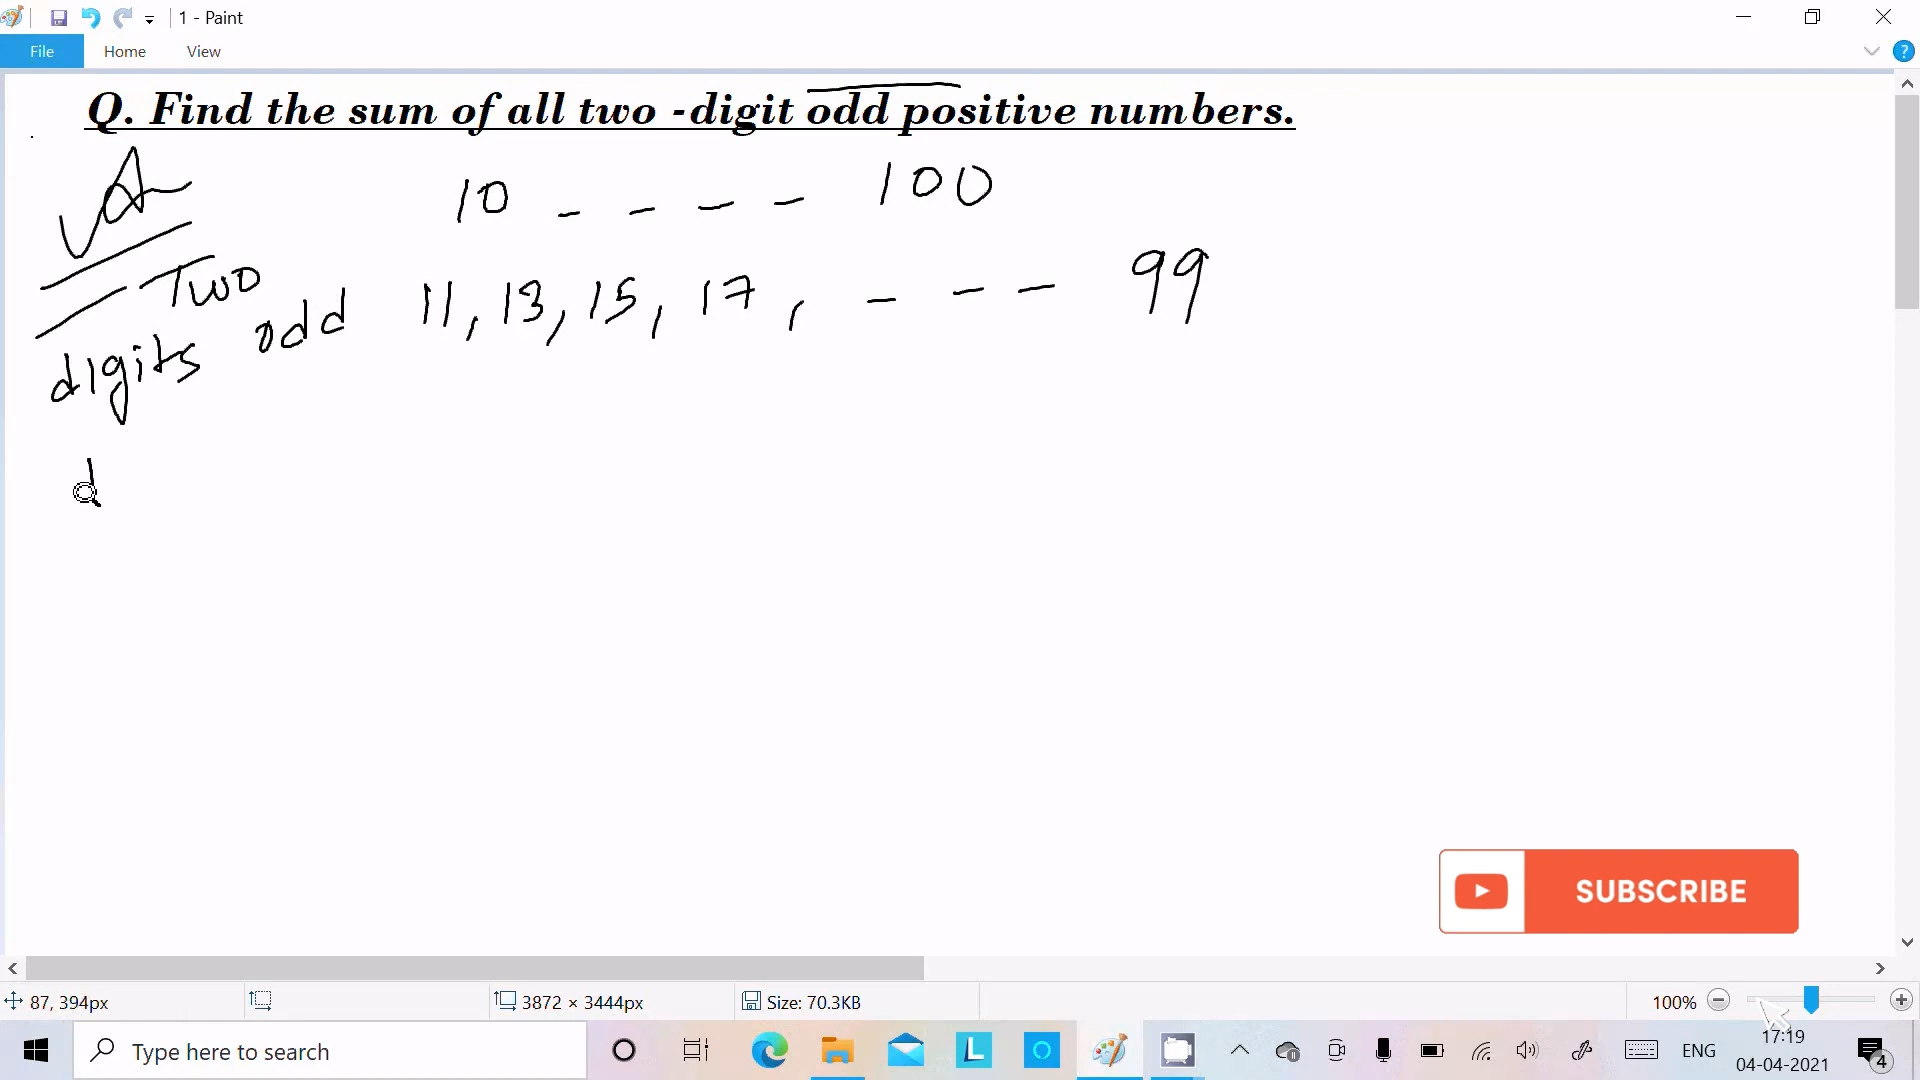 1 - Paint
File Home View
Q. Find the sum of all two -digit odd positive numbers.
10 _ _ _ _ 100
Two
digits odd 11, 13, 15, 17, - - - 99
d
SUBSCRIBE
87, 394px 3872 × 3444px Size: 70.3KB 100%
Type here to search
ENG
17:19
04-04-2021
4